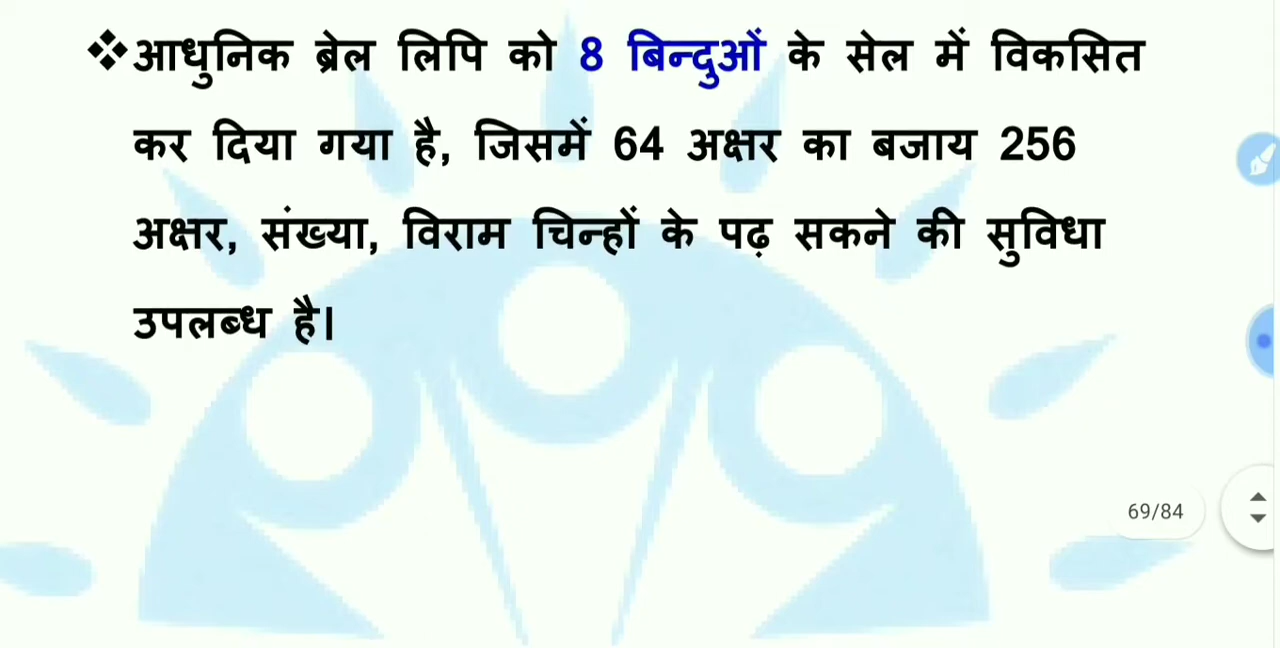 ❖आधुनिक ब्रेल लिपि को 8 बिन्दुओं के सेल में विकसित
कर दिया गया है, जिसमें 64 अक्षर का बजाय 256
अक्षर, संख्या, विराम चिन्हों के पढ़ सकने की सुविधा
उपलब्ध है।
69/84